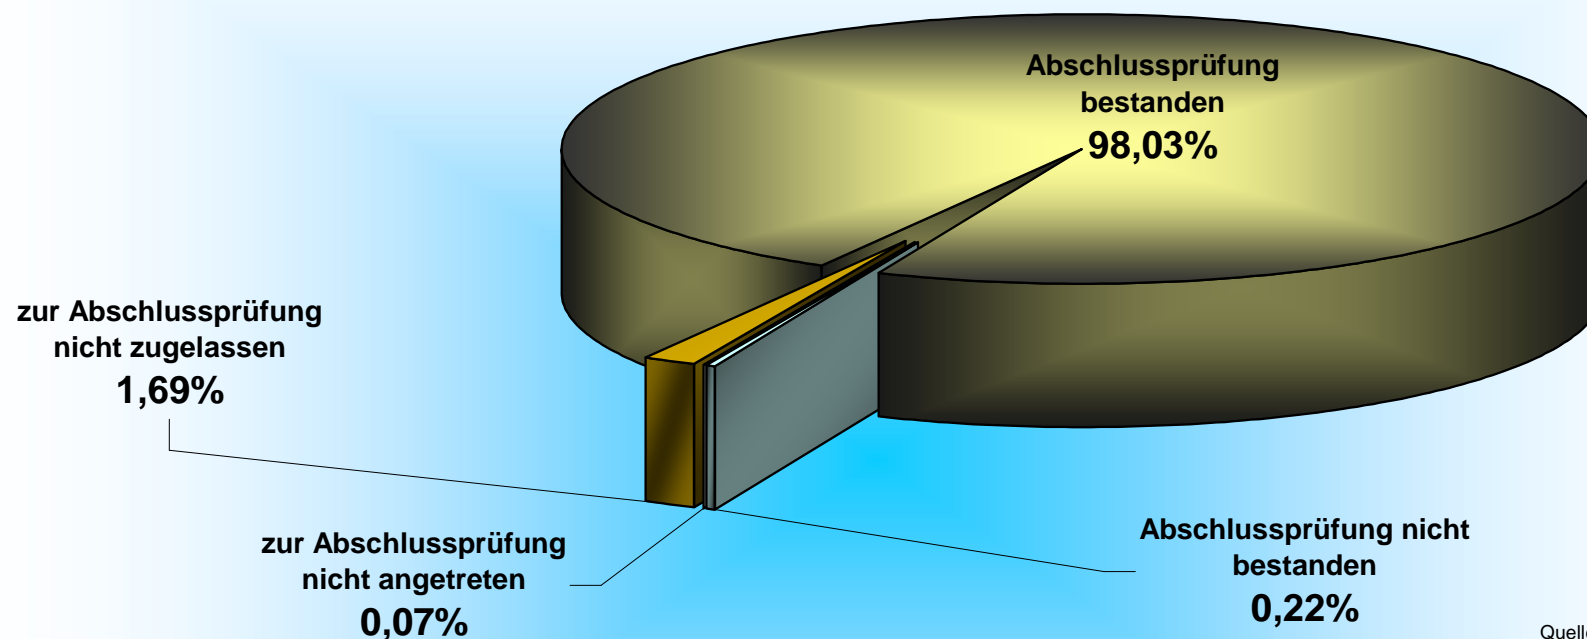 Abschlussprüfung
bestanden
98,03%
zur Abschlussprüfung
nicht zugelassen
1,69%
zur Abschlussprüfung
nicht angetreten
0,07%
Abschlussprüfung nicht
bestanden
0,22%
Quelle